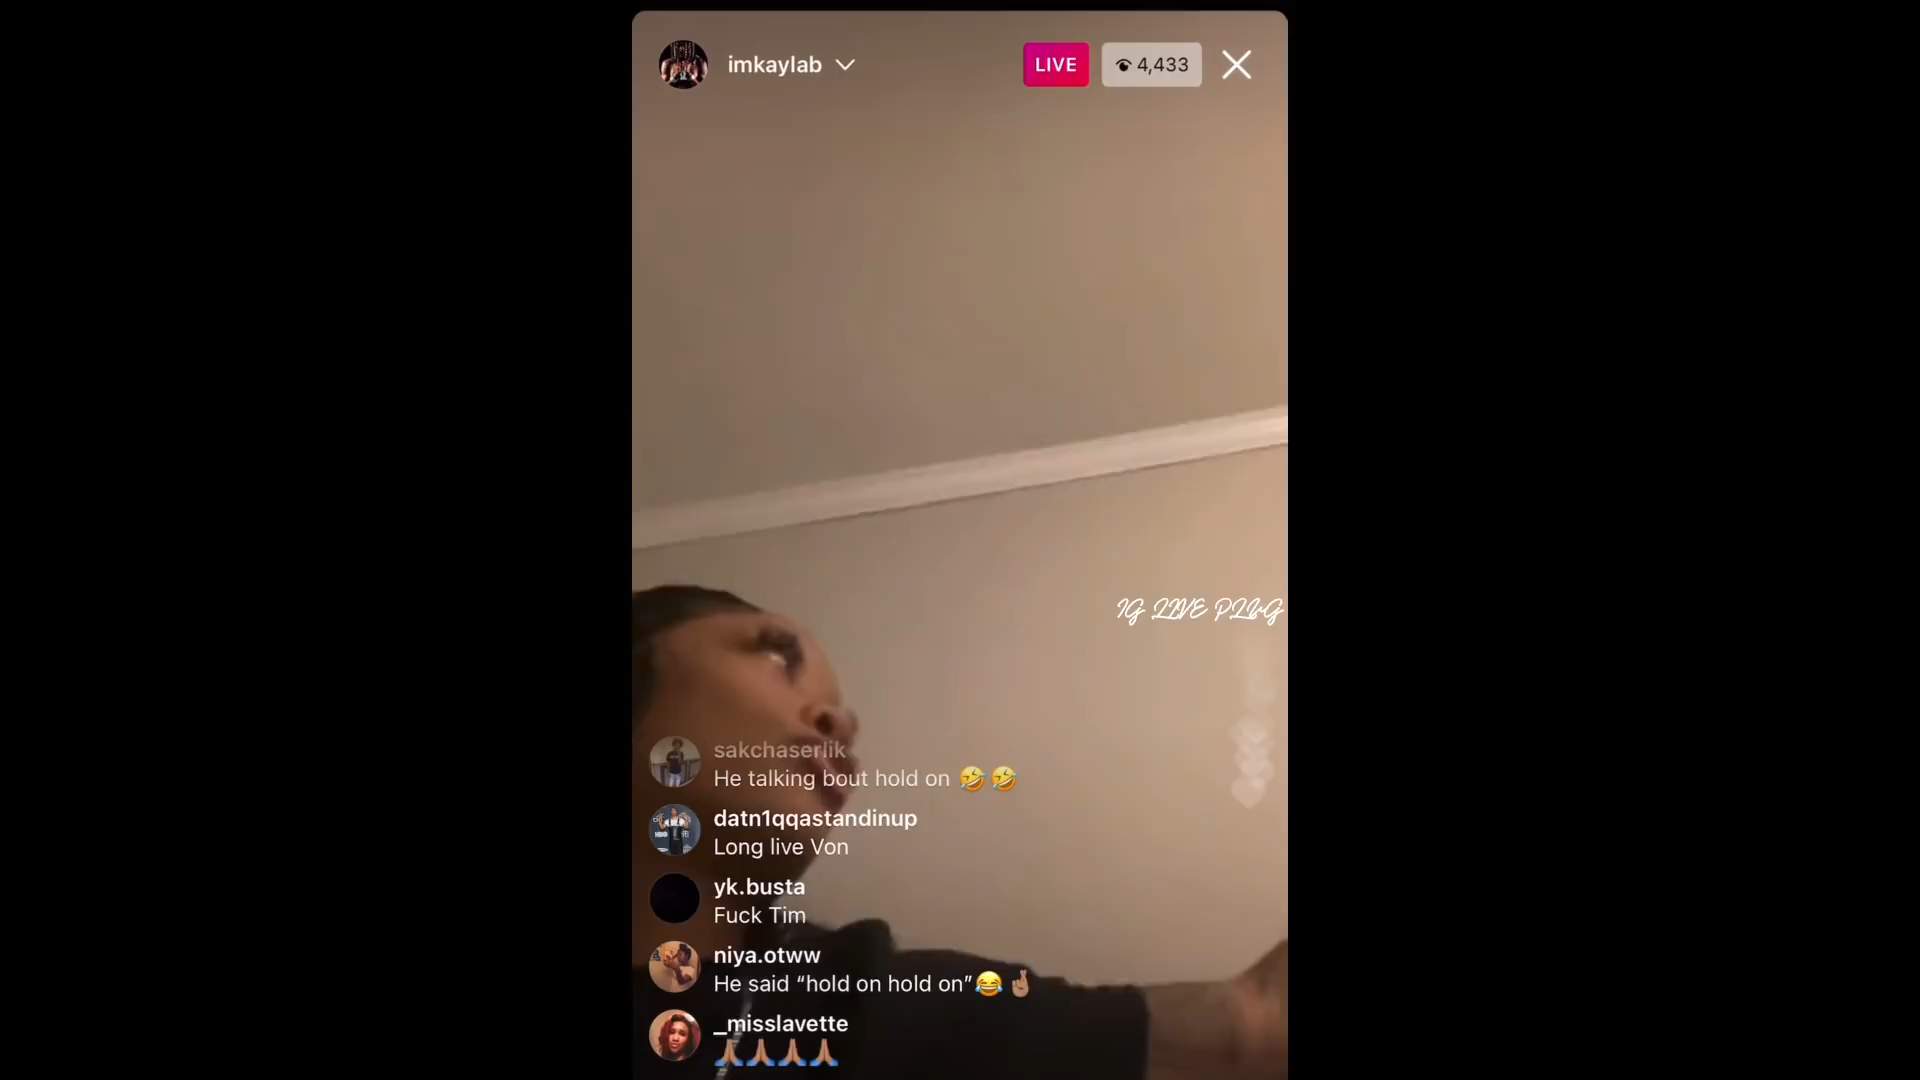 imkaylab
LIVE
4,433
IG LIVE PLUG
sakchaserlik
He talking bout hold on 🤣🤣
datn1qqastandinup
Long live Von
yk.busta
Fuck Tim
niya.otww
He said “hold on hold on”😂🤞🏽
_misslavette
🙏🏽🙏🏽🙏🏽🙏🏽